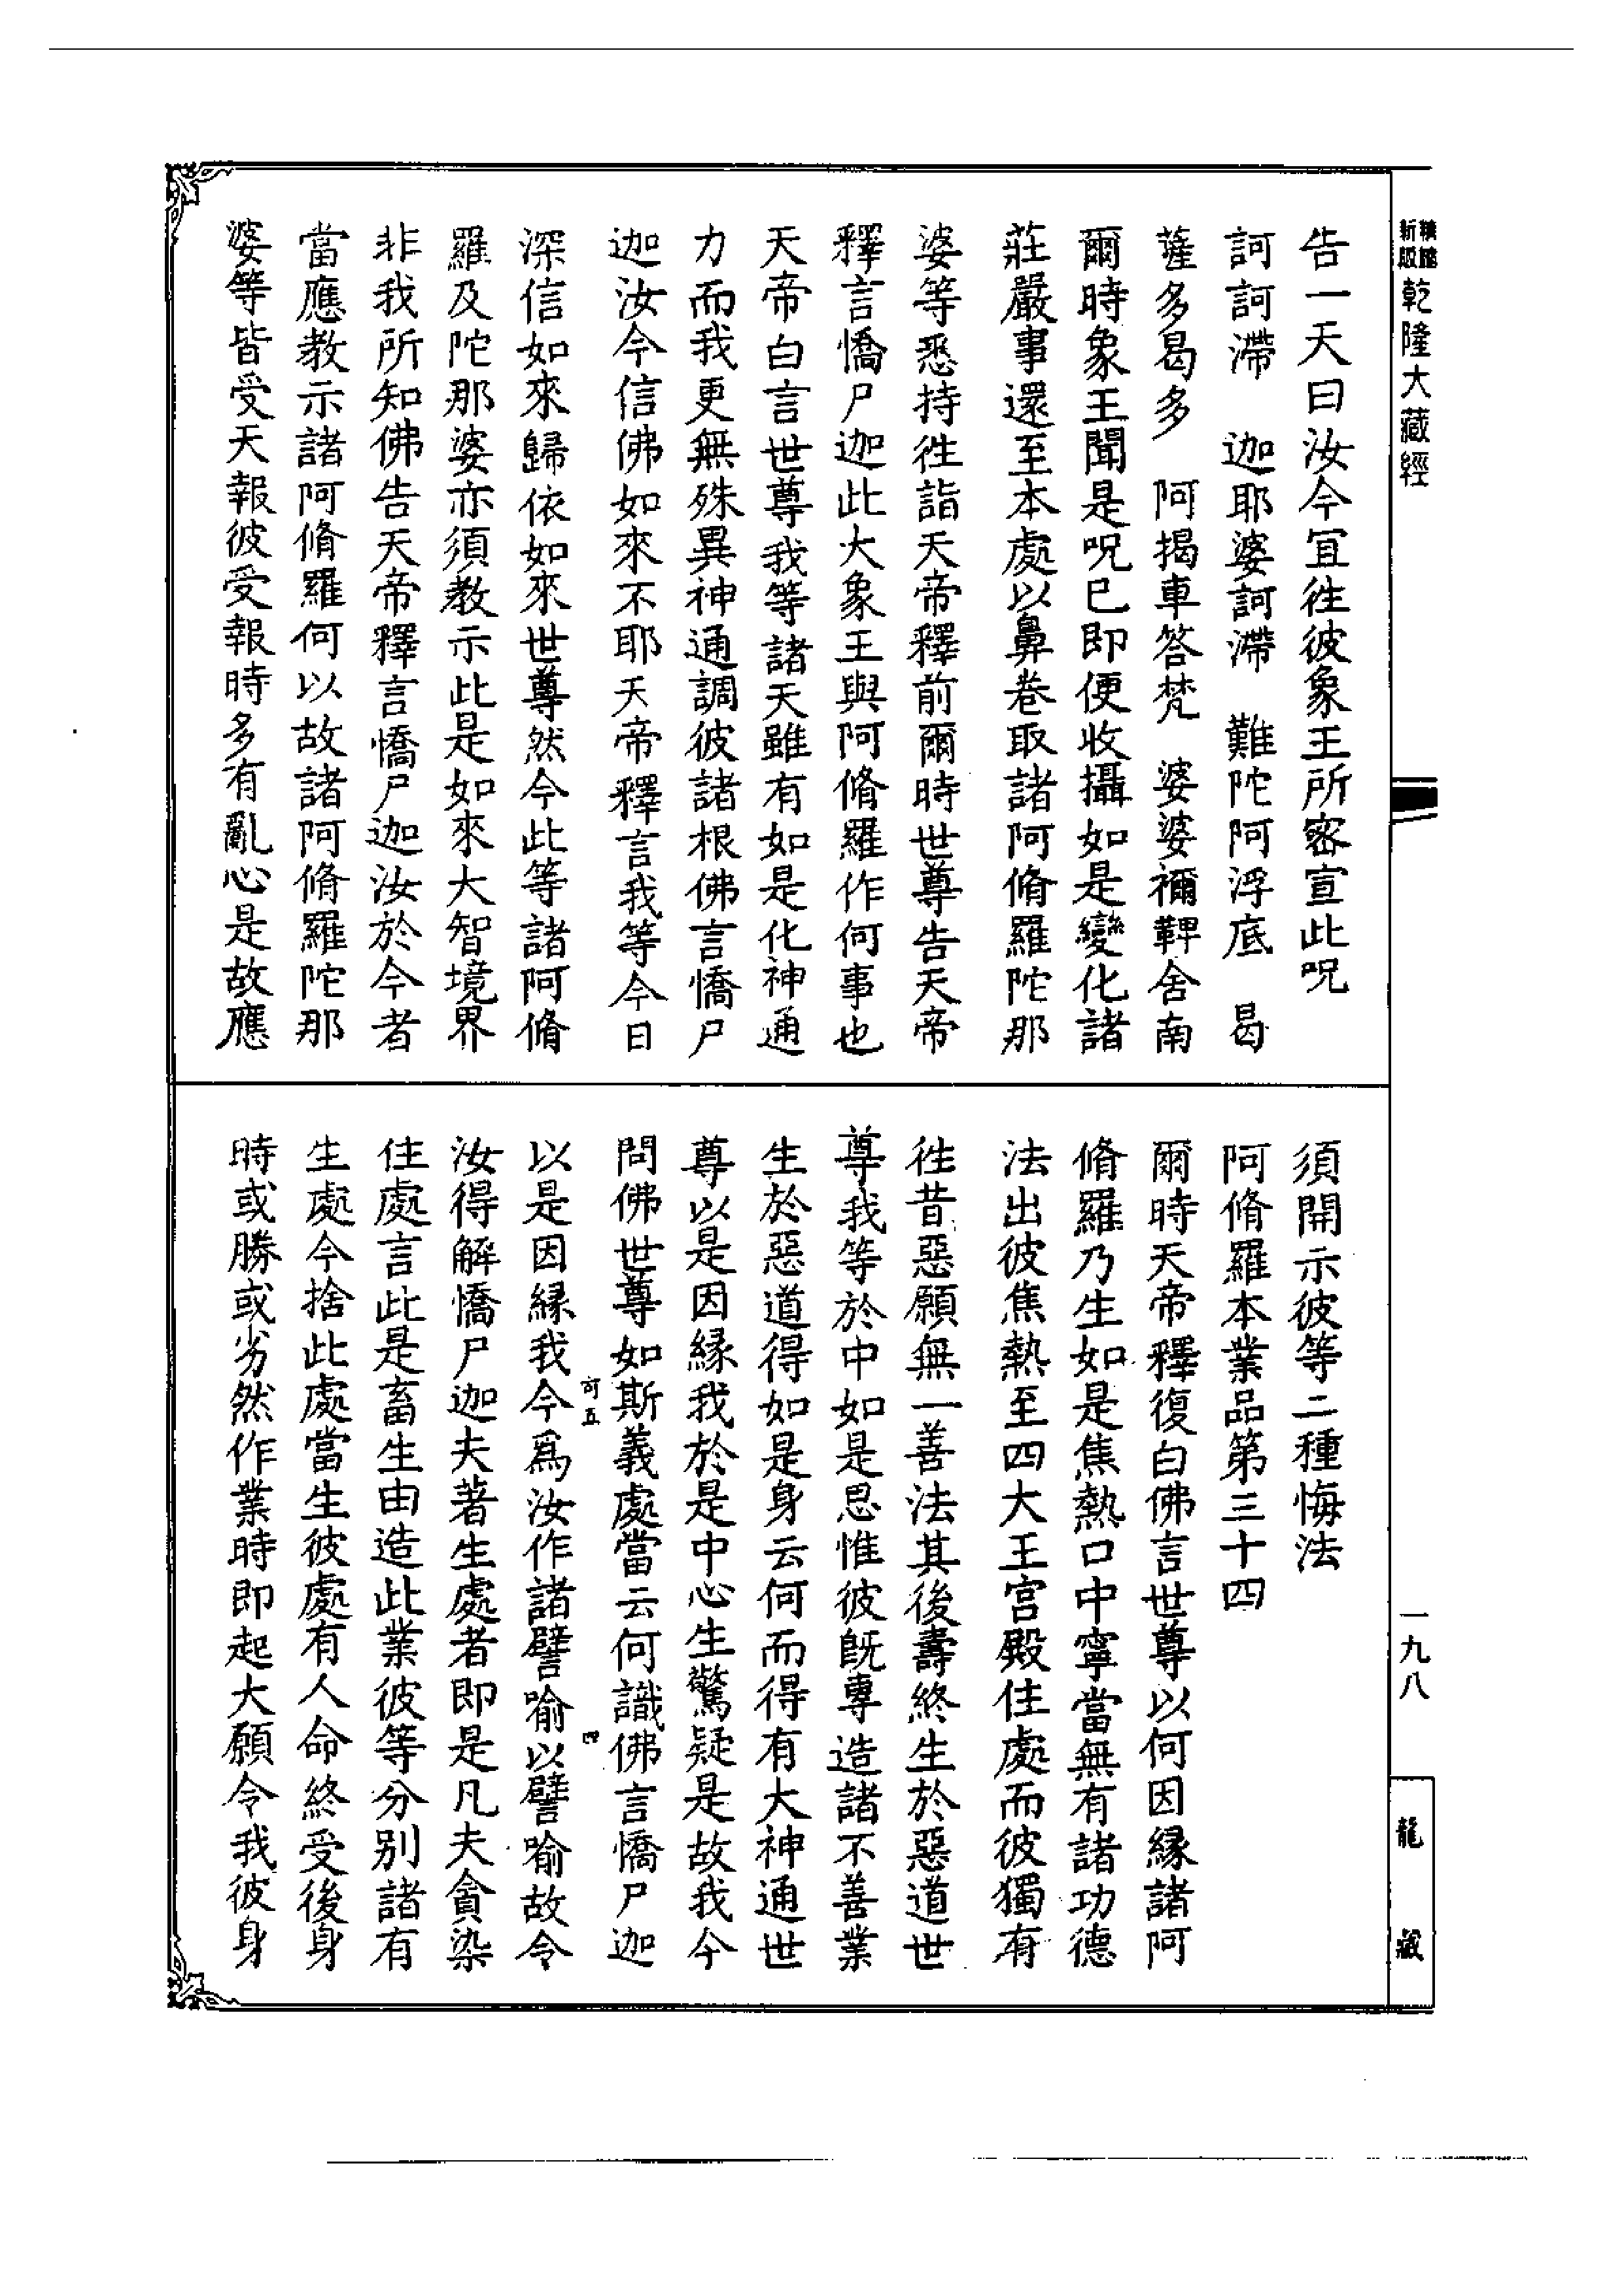 新版乾隆大藏經
告一天曰汝今宜往彼象王所密宣此呪
訶訶滯　迦耶婆訶滯　難陀阿浮底　曷
薩多曷多　阿揭車答梵　婆婆禰鞞舍南
爾時象王聞是呪已即便收攝如是變化諸
莊嚴事還至本處以鼻卷取諸阿脩羅陀那
婆等悉持往詣天帝釋前爾時世尊告天帝
釋言憍尸迦此大象王與阿脩羅作何事也
天帝白言世尊我等諸天雖有如是化神通
力而我更無殊異神通調彼諸根佛言憍尸
迦汝今信佛如來不耶天帝釋言我等今日
深信如來歸依如來世尊然今此等諸阿脩
羅及陀那婆亦須教示此是如來大智境界
非我所知佛告天帝釋言憍尸迦汝於今者
當應教示諸阿脩羅何以故諸阿脩羅陀那
婆等皆受天報彼受報時多有亂心是故應
須開示彼等二種悔法
阿脩羅本業品第三十四
爾時天帝釋復白佛言世尊以何因緣諸阿
脩羅乃生如是焦熱口中寧當無有諸功德
法出彼焦熱至四大王宮殿住處而彼獨有
往昔惡願無一善法其後壽終生於惡道世
尊我等於中如是思惟彼旣專造諸不善業
生於惡道得如是身云何而得有大神通世
尊以是因緣我於是中心生驚疑是故我今
問佛世尊如斯義處當云何識佛言憍尸迦
可五
四
以是因緣我今爲汝作諸譬喻以譬喻故令
汝得解憍尸迦夫著生處者即是凡夫貪染
住處言此是畜生由造此業彼等分別諸有
生處今捨此處當生彼處有人命終受後身
時或勝或劣然作業時即起大願令我彼身
一九八
龍藏